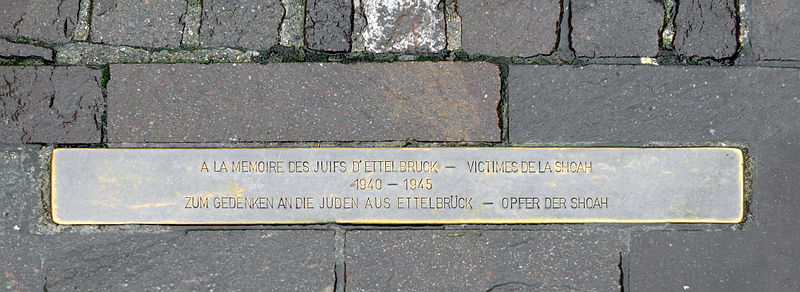 A LA MEMOIRE DES JUIFS D'ETTELBRUCK — VICTIMES DE LA SHOAH
1940 — 1945
ZUM GEDENKEN AN DIE JUDEN AUS ETTELBRÜCK — OPFER DER SHOAH